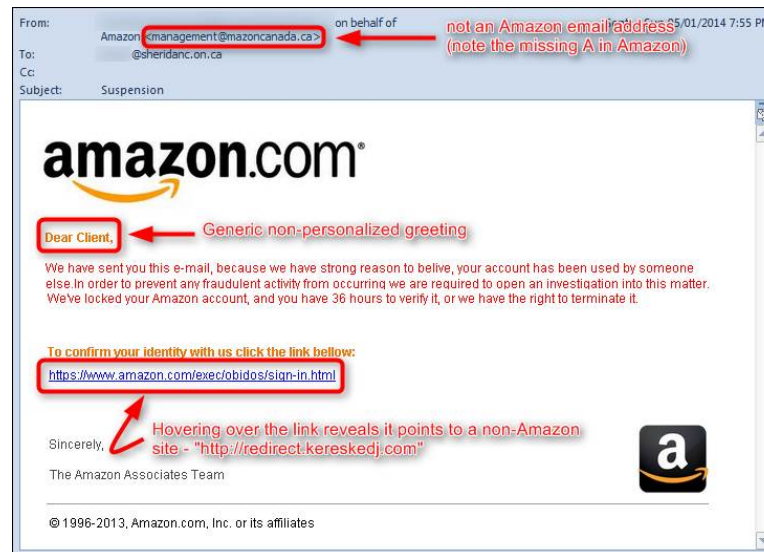 From: on behalf of
Amazon <management@mazoncanada.ca>
not an Amazon email address
(note the missing A in Amazon)
Sun 05/01/2014 7:55 PM
To: @sheridanc.on.ca
Cc:
Subject: Suspension
amazon.com®
Dear Client,
Generic non-personalized greeting
We have sent you this e-mail, because we have strong reason to belive, your account has been used by someone
else.In order to prevent any fraudulent activity from occurring we are required to open an investigation into this matter.
We've locked your Amazon account, and you have 36 hours to verify it, or we have the right to terminate it.
To confirm your identity with us click the link bellow:
https://www.amazon.com/exec/obidos/sign-in.html
Hovering over the link reveals it points to a non-Amazon
site - "http://redirect.kereskedj.com"
Sincerely,
The Amazon Associates Team
a
© 1996-2013, Amazon.com, Inc. or its affiliates